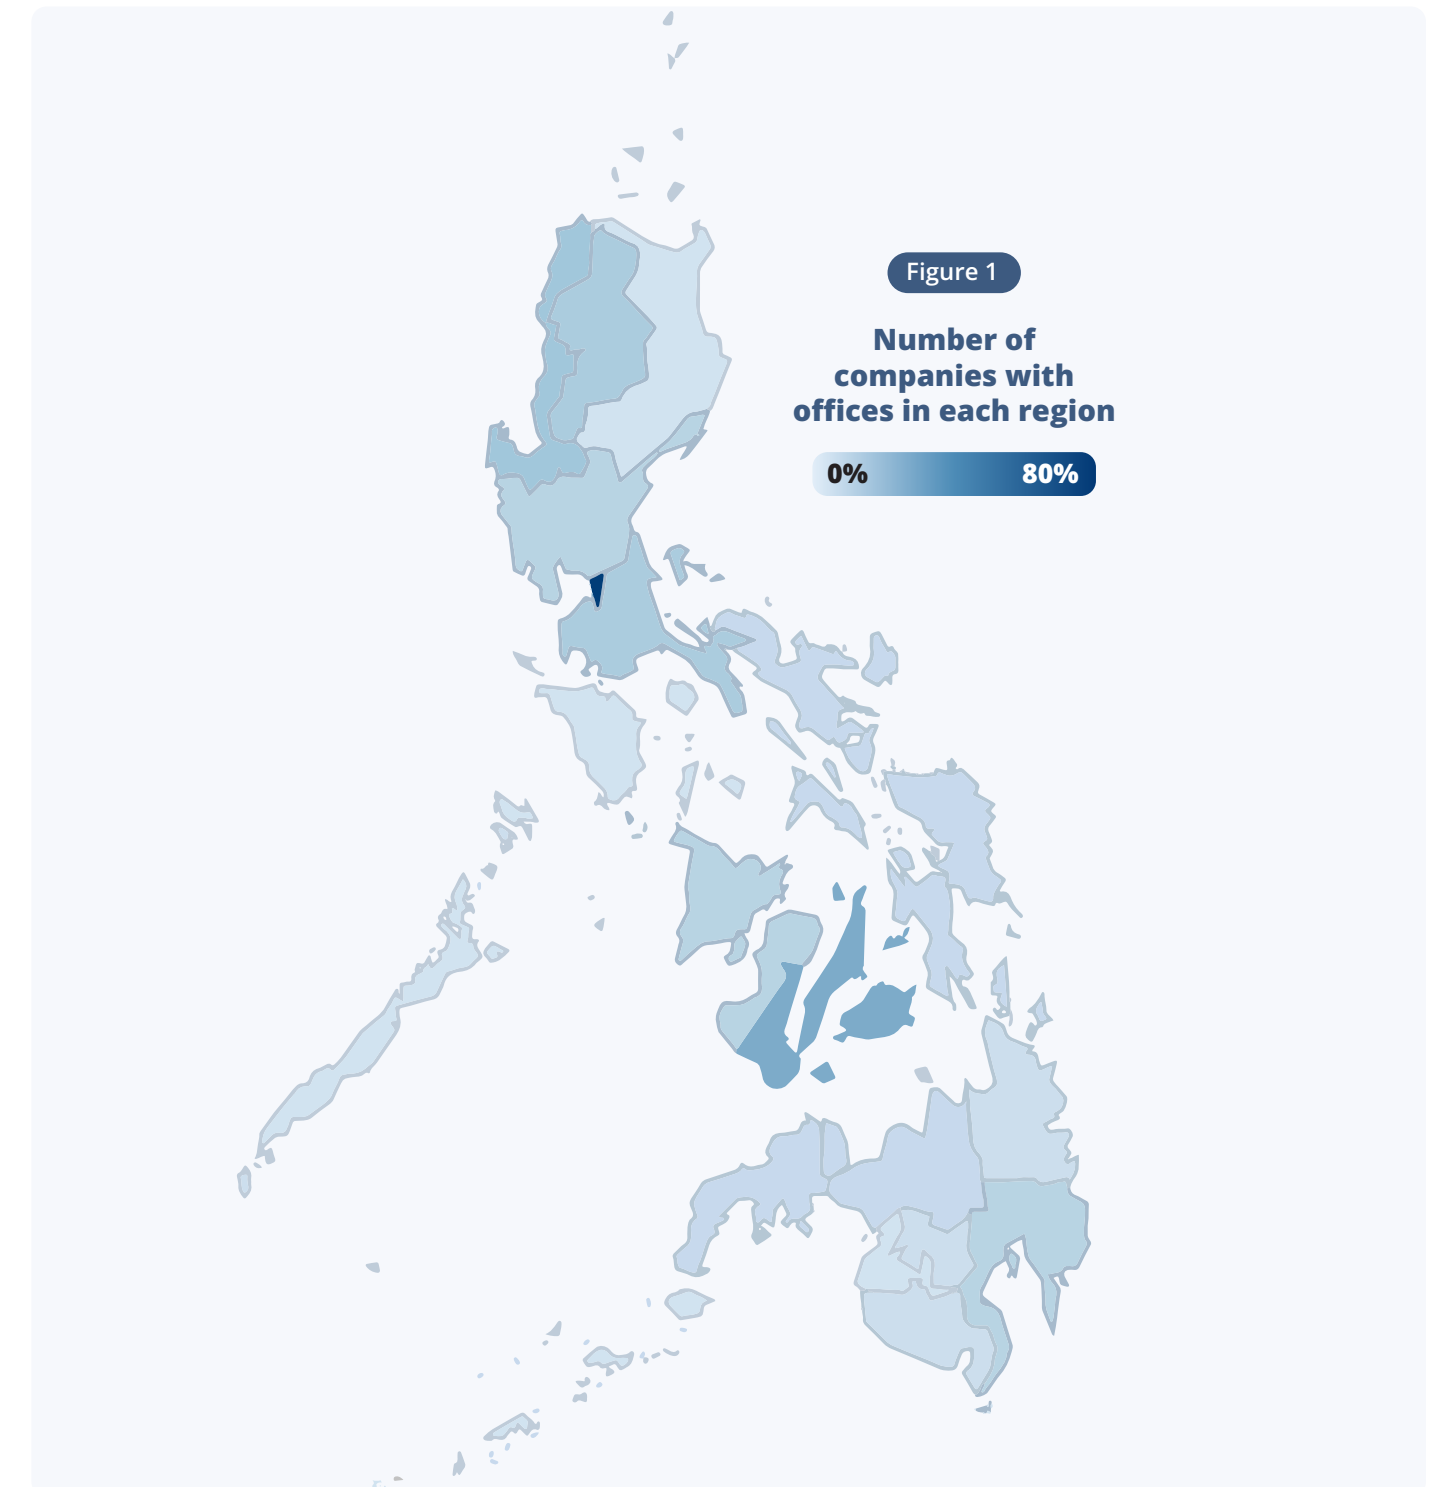 Figure 1
Number of
companies with
offices in each region
0% 80%